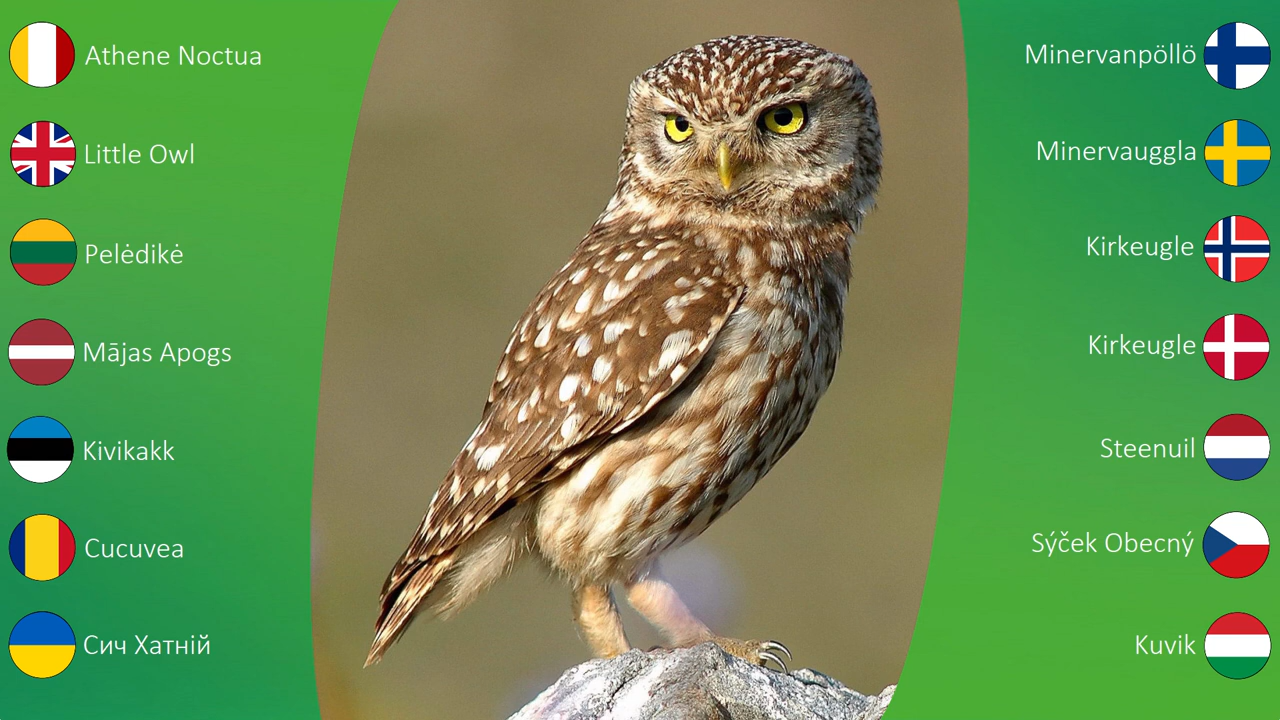 Athene Noctua
Little Owl
Pelėdikė
Mājas Apogs
Kivikakk
Cucuvea
Сич Хатній
Minervanpöllö
Minervauggla
Kirkeugle
Kirkeugle
Steenuil
Sýček Obecný
Kuvik